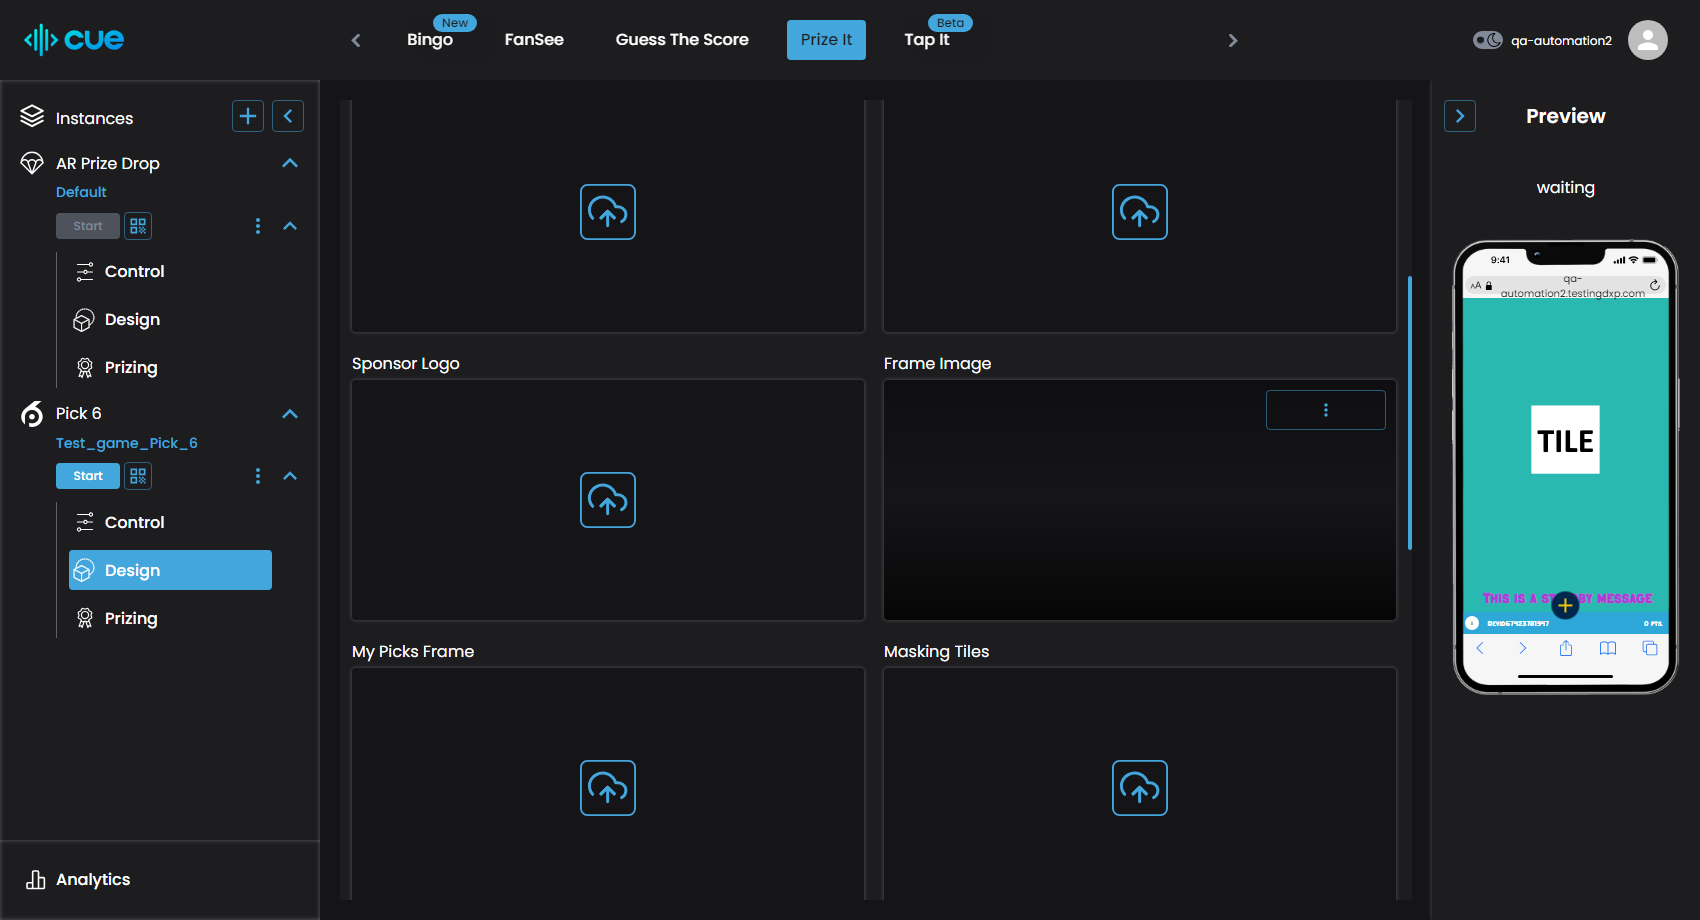 cue
New
Bingo
FanSee
Guess The Score
Prize It
Beta
Tap It
qa-automation2
Instances
AR Prize Drop
Default
Start
Control
Design
Prizing
Pick 6
Test_game_Pick_6
Start
Control
Design
Prizing
Analytics
Sponsor Logo
Frame Image
My Picks Frame
Masking Tiles
Preview
waiting
9:41
AA
qa-
automation2.testingdxp.com
TILE
THIS IS A ST BY MESSAGE
0 PTS.